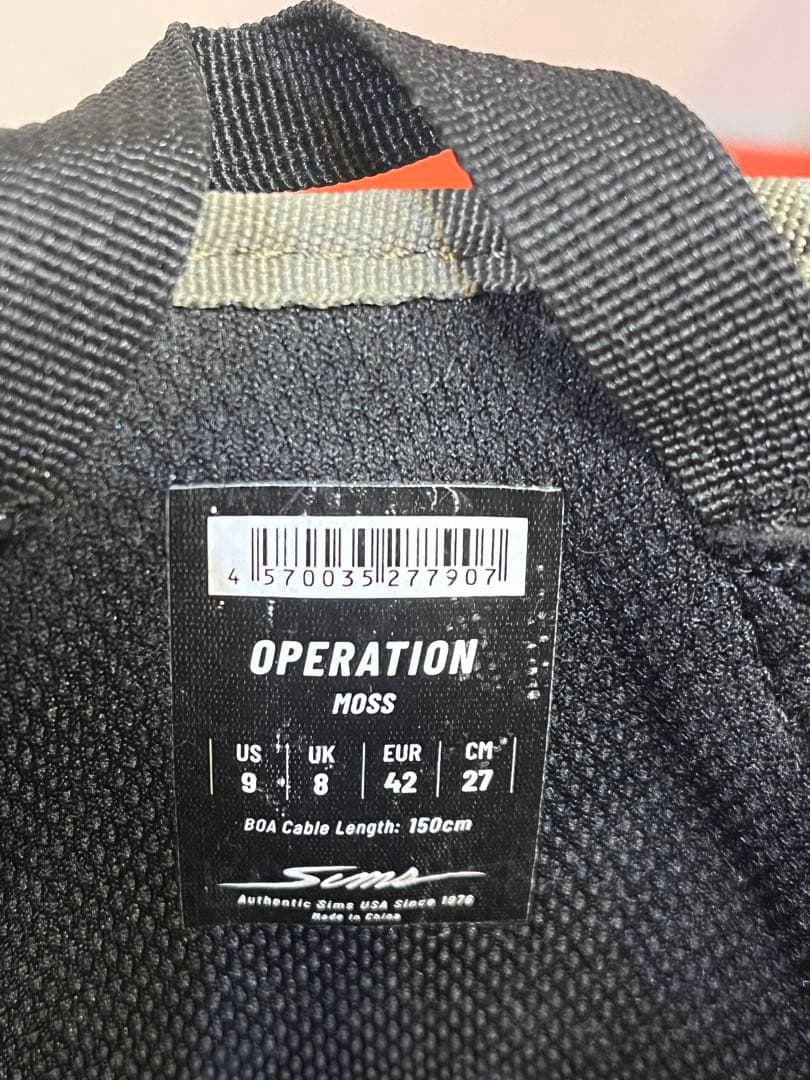 4 570035 277907
OPERATION
MOSS
US UK EUR CM
9 8 42 27
BOA Cable Length: 150cm
Sims
Authentic Sims USA Since 1976
Made in China